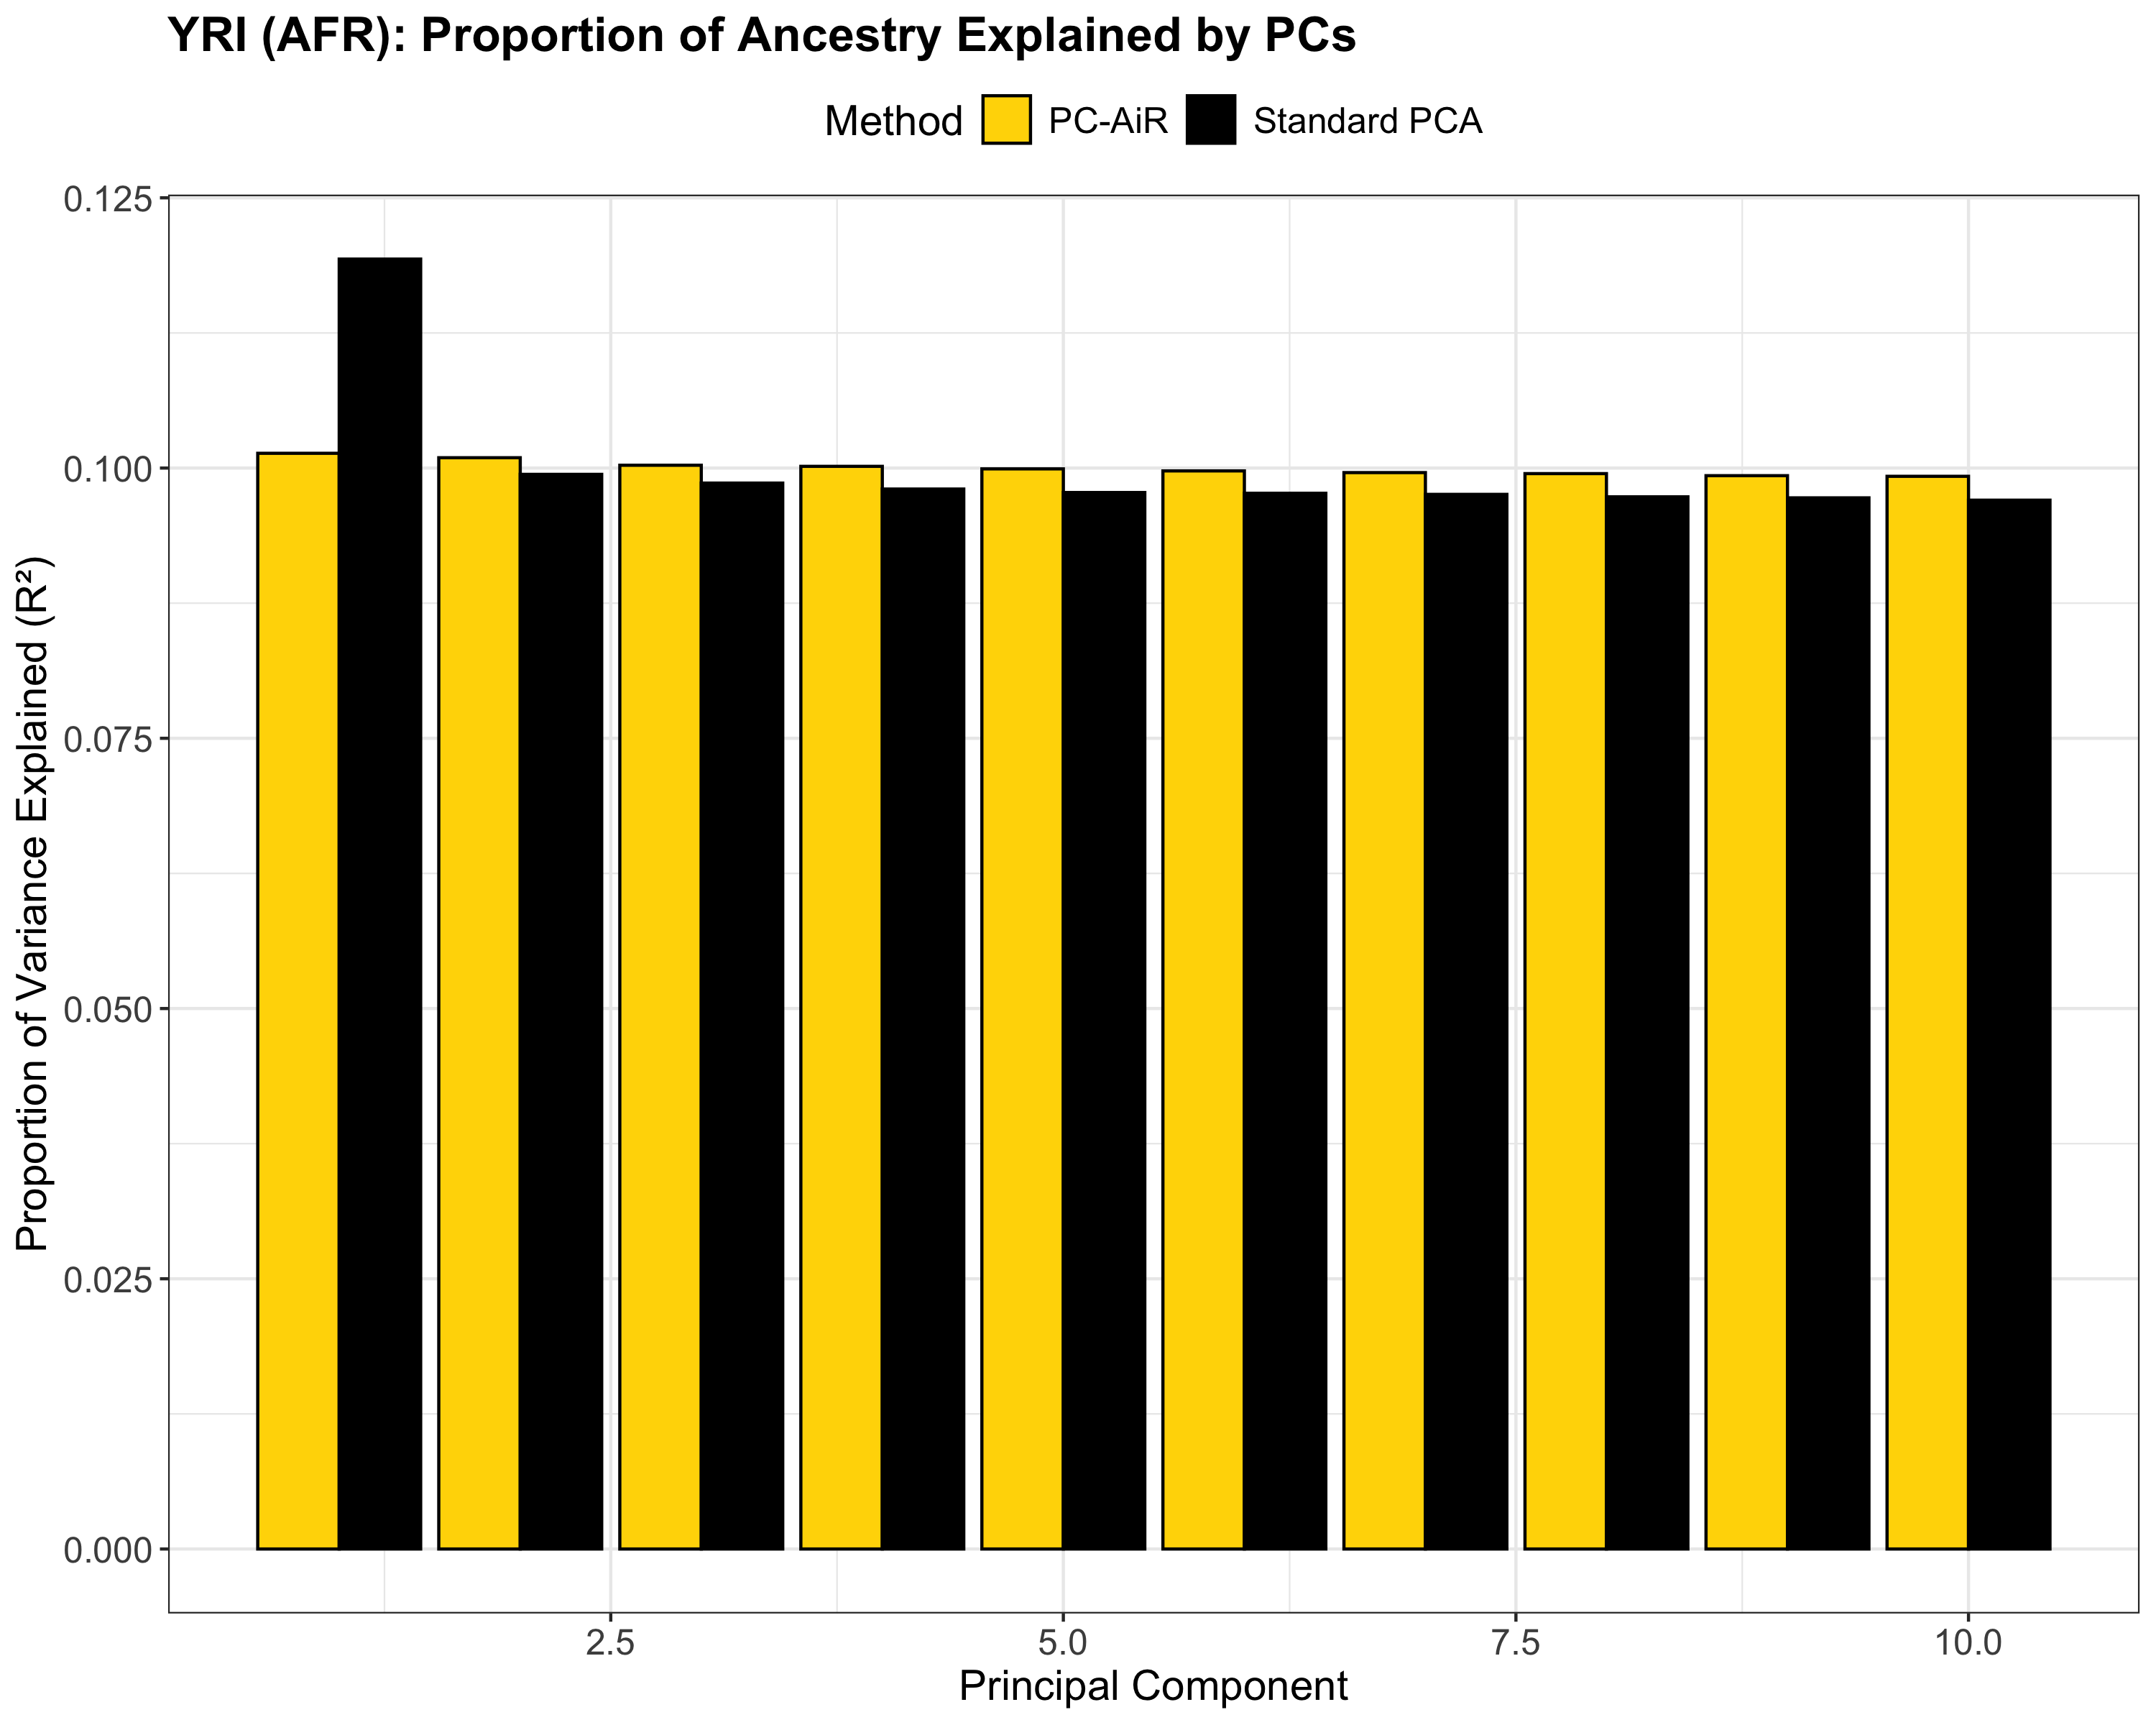 YRI (AFR): Proportion of Ancestry Explained by PCs
Method PC-AiR Standard PCA
Proportion of Variance Explained (R²)
0.125
0.100
0.075
0.050
0.025
0.000
2.5 5.0 7.5 10.0
Principal Component